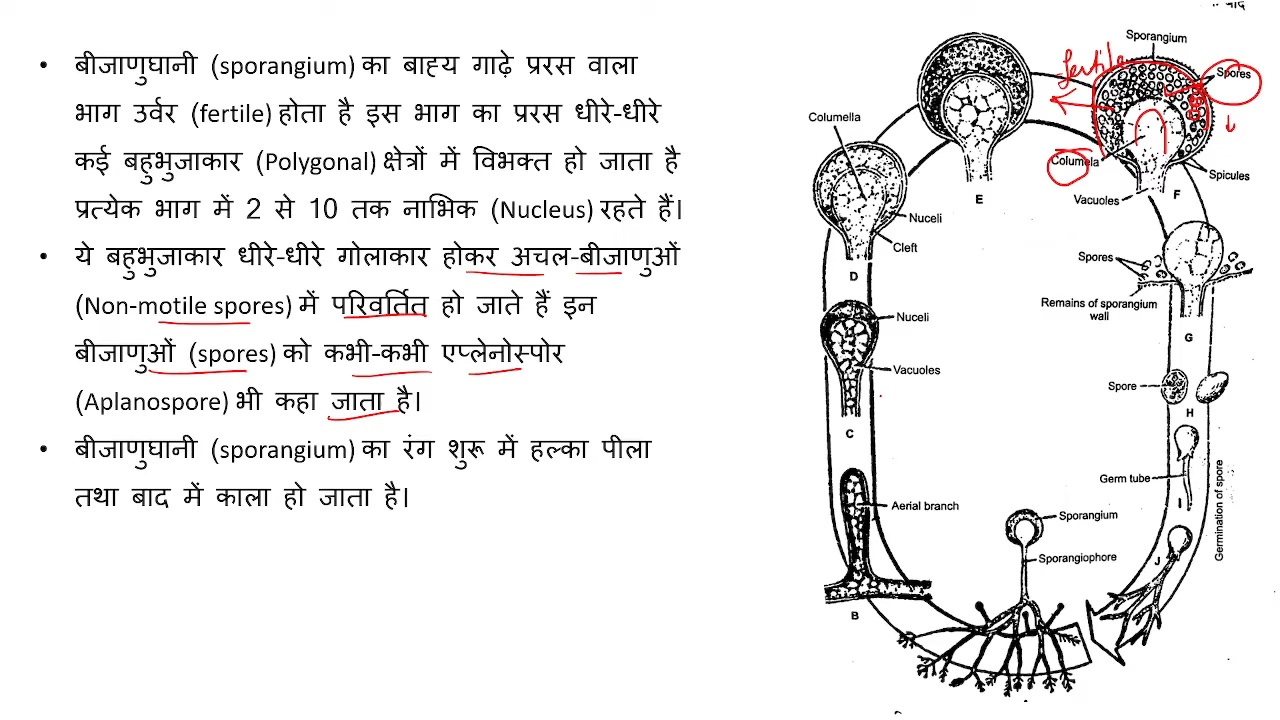 • बीजाणुघानी (sporangium) का बाह्य गाढ़े प्ररस वाला
भाग उर्वर (fertile) होता है इस भाग का प्ररस धीरे-धीरे
कई बहुभुजाकार (Polygonal) क्षेत्रों में विभक्त हो जाता है
प्रत्येक भाग में 2 से 10 तक नाभिक (Nucleus) रहते हैं।
• ये बहुभुजाकार धीरे-धीरे गोलाकार होकर अचल-बीजाणुओं
(Non-motile spores) में परिवर्तित हो जाते हैं इन
बीजाणुओं (spores) को कभी-कभी एप्लेनोस्पोर
(Aplanospore) भी कहा जाता है।
• बीजाणुघानी (sporangium) का रंग शुरू में हल्का पीला
तथा बाद में काला हो जाता है।
Sporangium
fertile
Spores
Columella
Columella
Spicules
Vacuoles
E
F
Nuceli
Cleft
D
Spores
Remains of sporangium
wall
G
Nuceli
Vacuoles
C
Spore
H
Germ tube
I
Germination of spore
Aerial branch
Sporangium
Sporangiophore
J
B